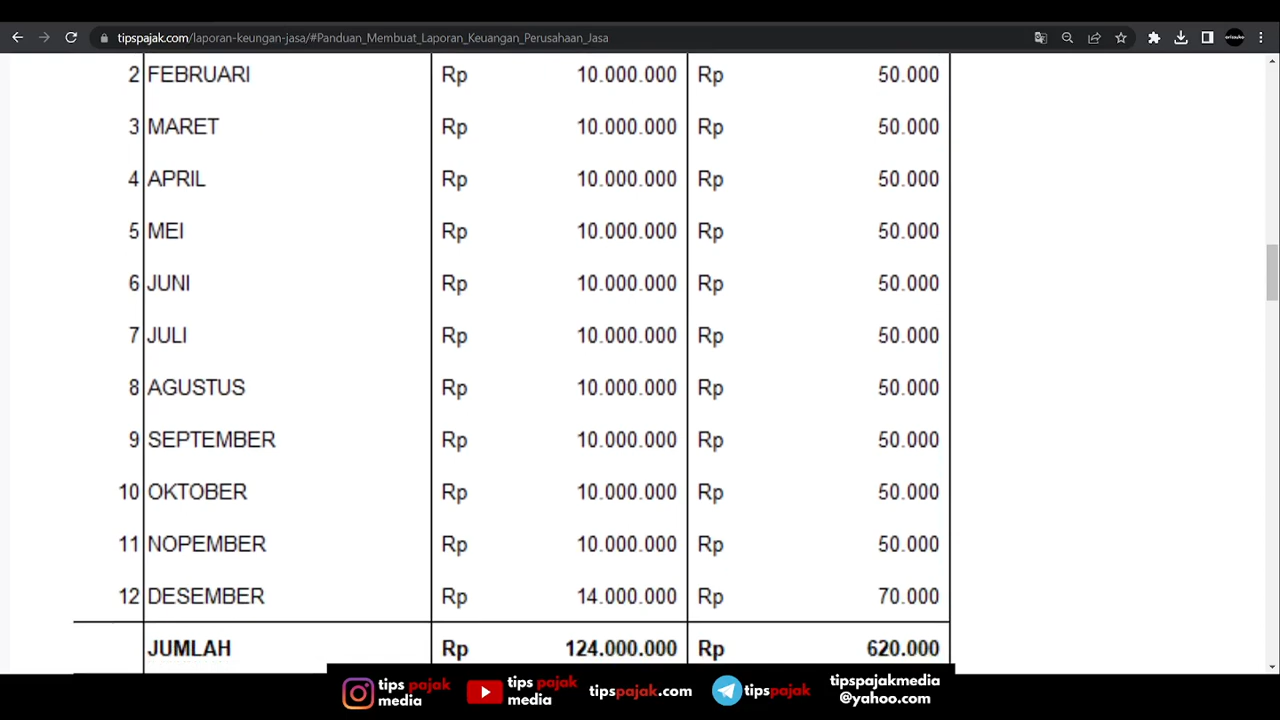 tipspajak.com/laporan-keungan-jasa/#Panduan_Membuat_Laporan_Keuangan_Perusahaan_Jasa
2 FEBRUARI Rp 10.000.000 Rp 50.000
3 MARET Rp 10.000.000 Rp 50.000
4 APRIL Rp 10.000.000 Rp 50.000
5 MEI Rp 10.000.000 Rp 50.000
6 JUNI Rp 10.000.000 Rp 50.000
7 JULI Rp 10.000.000 Rp 50.000
8 AGUSTUS Rp 10.000.000 Rp 50.000
9 SEPTEMBER Rp 10.000.000 Rp 50.000
10 OKTOBER Rp 10.000.000 Rp 50.000
11 NOPEMBER Rp 10.000.000 Rp 50.000
12 DESEMBER Rp 14.000.000 Rp 70.000
JUMLAH Rp 124.000.000 Rp 620.000
tips pajak
media
tips pajak
media
tipspajak.com
tipspajak
tipspajakmedia
@yahoo.com